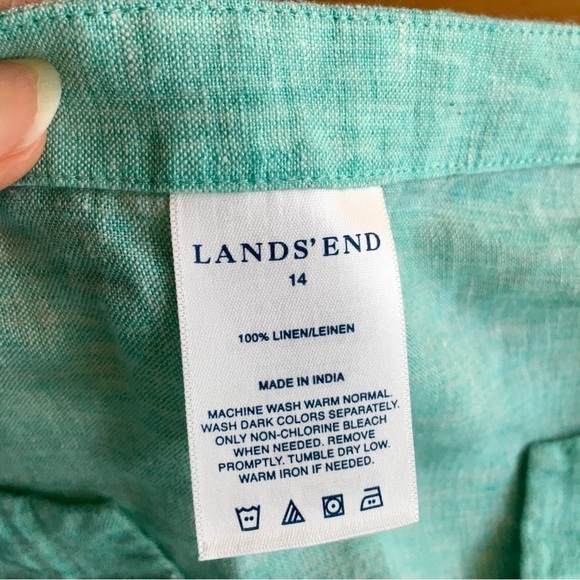 LANDS' END
14
100% LINEN/LEINEN
MADE IN INDIA
MACHINE WASH WARM NORMAL.
WASH DARK COLORS SEPARATELY.
ONLY NON-CHLORINE BLEACH
WHEN NEEDED. REMOVE
PROMPTLY. TUMBLE DRY LOW.
WARM IRON IF NEEDED.